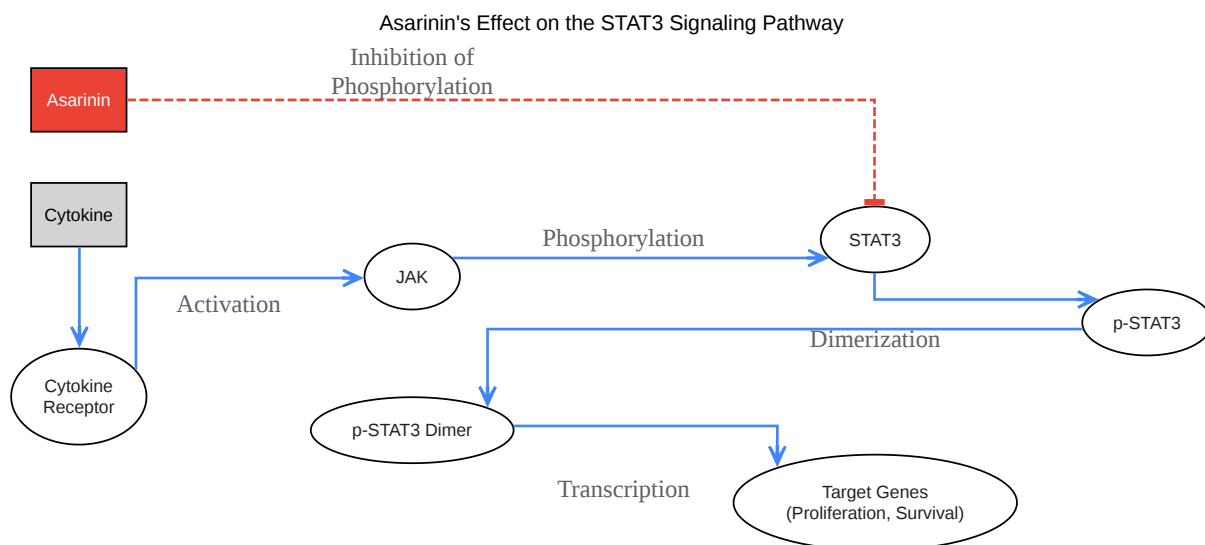 Asarinin's Effect on the STAT3 Signaling Pathway
Inhibition of
Phosphorylation
Asarinin
Cytokine
Phosphorylation
STAT3
JAK
Activation
p-STAT3
Dimerization
Cytokine
Receptor
p-STAT3 Dimer
Transcription
Target Genes
(Proliferation, Survival)